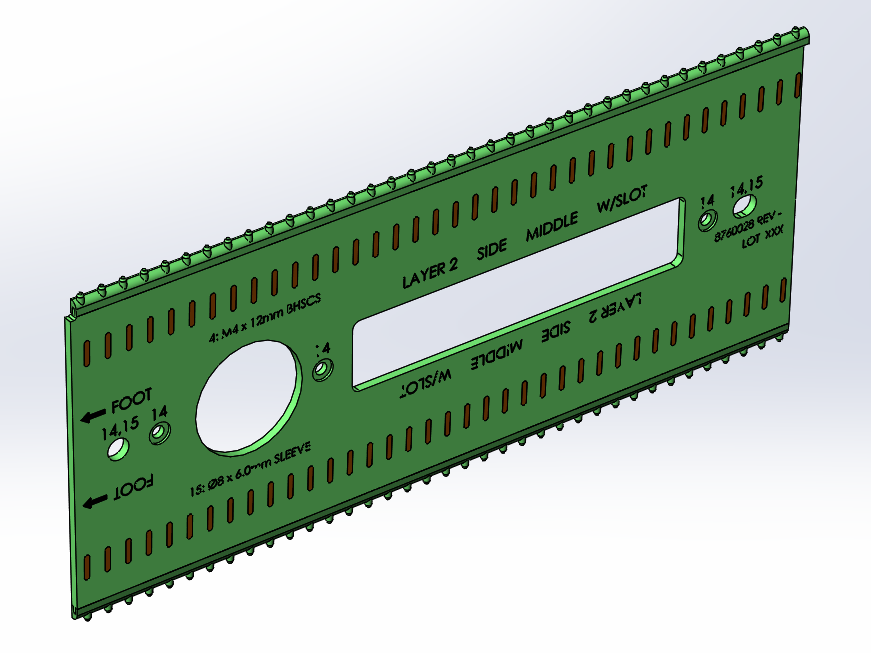 LAYER 2 SIDE MIDDLE W/SLOT
14 14,15
8760028 REV -
LOT XXX
4: M4 x 12mm BHSCS
14
LAYER 2 SIDE MIDDLE W/SLOT
FOOT
14,15 14
FOOT
15: Ø8 x 6.0mm SLEEVE